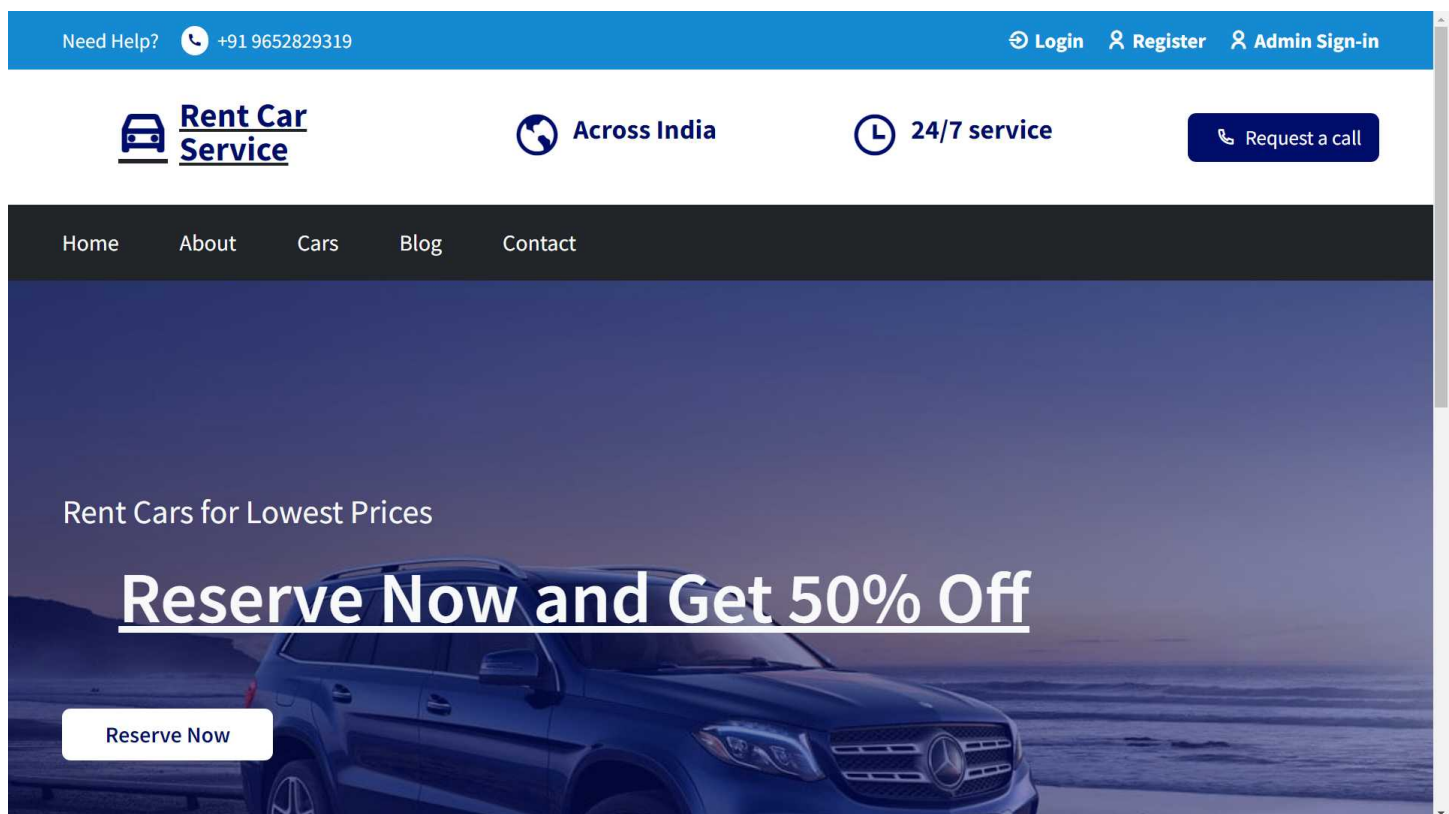 Need Help? +91 9652829319 Login Register Admin Sign-in
Rent Car
Service
Across India
24/7 service
Request a call
Home About Cars Blog Contact
Rent Cars for Lowest Prices
Reserve Now and Get 50% Off
Reserve Now